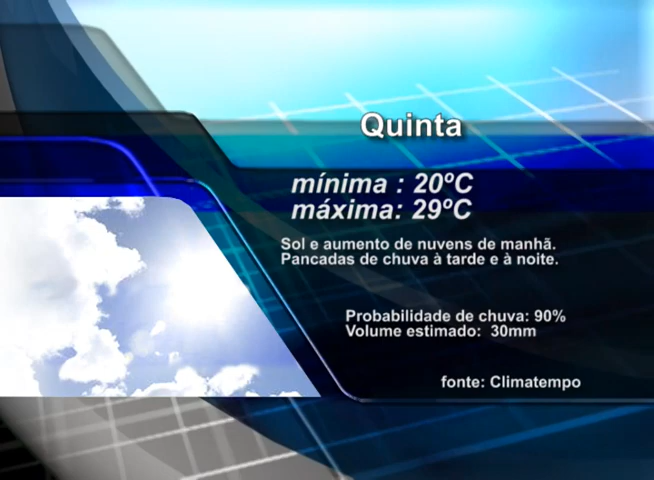 Quinta
mínima : 20ºC
máxima: 29ºC
Sol e aumento de nuvens de manhã.
Pancadas de chuva à tarde e à noite.
Probabilidade de chuva: 90%
Volume estimado: 30mm
fonte: Climatempo